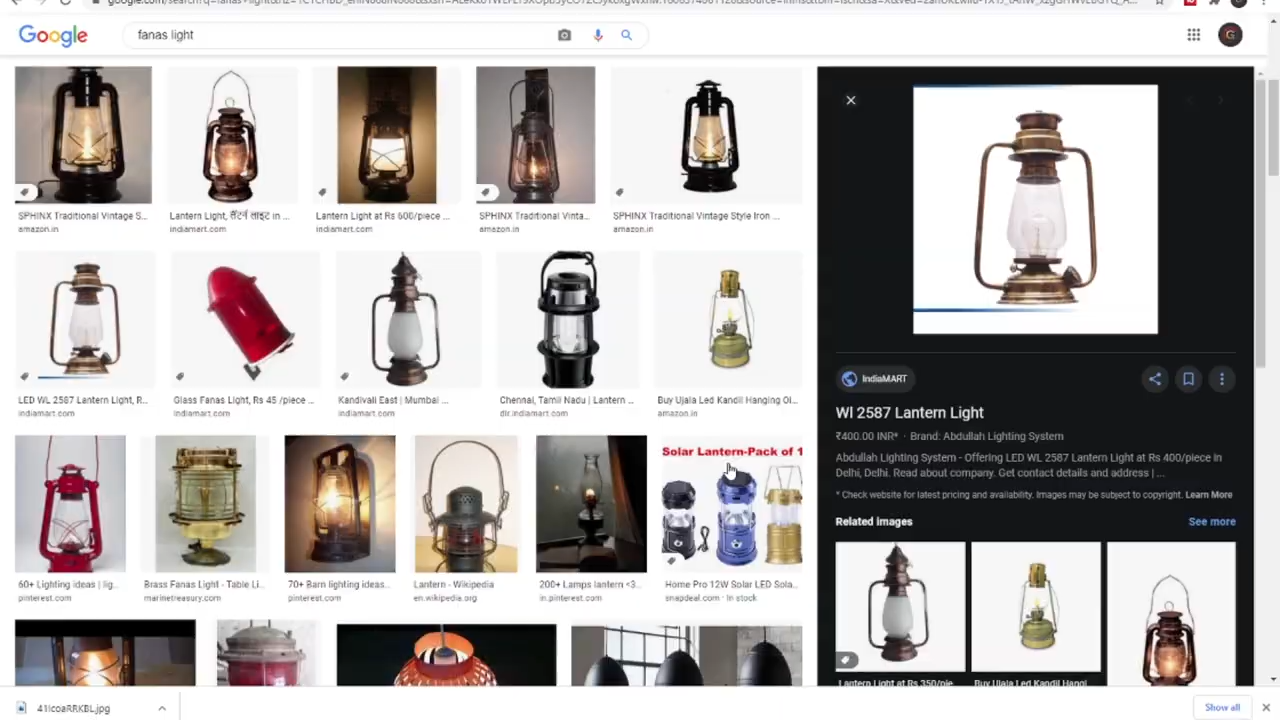 Google
fanas light
G
SPHINX Traditional Vintage S...
amazon.in
Lantern Light, लैंटर्न लाइट in ...
indiamart.com
Lantern Light at Rs 600/piece ...
indiamart.com
SPHINX Traditional Vinta...
amazon.in
SPHINX Traditional Vintage Style Iron ...
amazon.in
LED WL 2587 Lantern Light, R...
indiamart.com
Glass Fanas Light, Rs 45 /piece ...
indiamart.com
Kandivali East | Mumbai ...
indiamart.com
Chennai, Tamil Nadu | Lantern ...
dir.indiamart.com
Buy Ujala Led Kandil Hanging Oi...
amazon.in
Solar Lantern-Pack of 1
60+ Lighting ideas | lig...
pinterest.com
Brass Fanas Light - Table Li...
marinetreasury.com
70+ Barn lighting ideas...
pinterest.com
Lantern - Wikipedia
en.wikipedia.org
200+ Lamps lantern <3...
in.pinterest.com
Home Pro 12W Solar LED Sola...
snapdeal.com · In stock
IndiaMART
Wl 2587 Lantern Light
₹400.00 INR* · Brand: Abdullah Lighting System
Abdullah Lighting System - Offering LED WL 2587 Lantern Light at Rs 400/piece in
Delhi, Delhi. Read about company. Get contact details and address | ...
* Check website for latest pricing and availability. Images may be subject to copyright. Learn More
Related images
See more
Lantern Light at Rs 350/pie
Buy Ujala Led Kandil Hangi
Show all